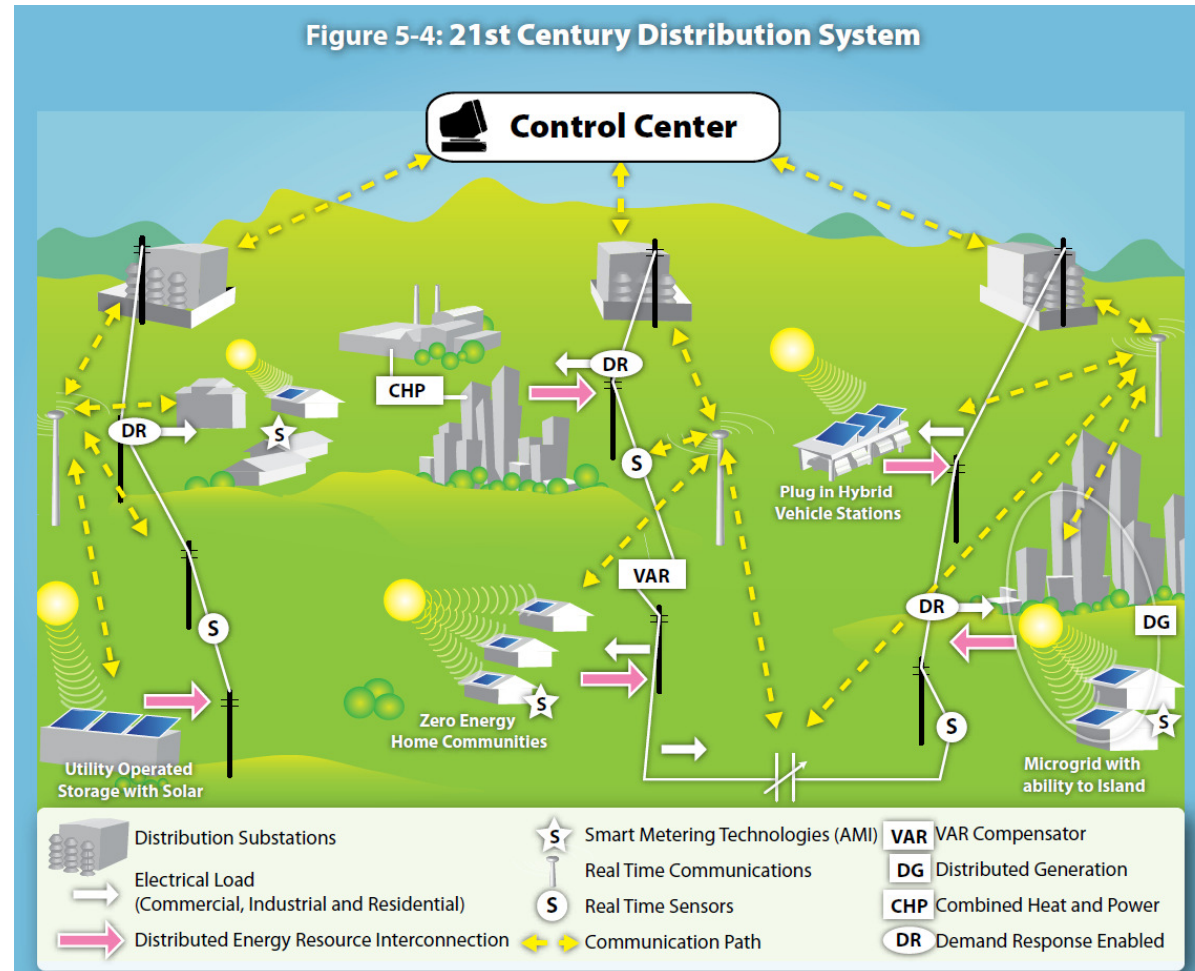 Figure 5-4: 21st Century Distribution System
Control Center
CHP
DR
DR
S
S
Plug in Hybrid
Vehicle Stations
VAR
S
DR
DG
S
Zero Energy
Home Communities
S
S
Utility Operated
Storage with Solar
Microgrid with
ability to Island
Distribution Substations
Electrical Load
(Commercial, Industrial and Residential)
Distributed Energy Resource Interconnection
S Smart Metering Technologies (AMI)
Real Time Communications
S Real Time Sensors
Communication Path
VAR VAR Compensator
DG Distributed Generation
CHP Combined Heat and Power
DR Demand Response Enabled